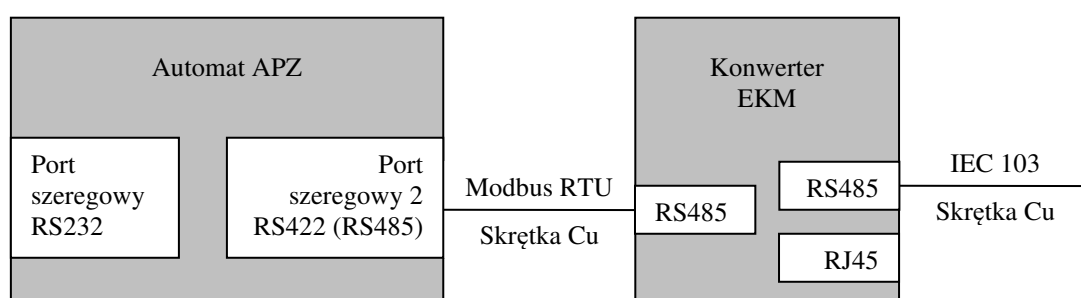 Automat APZ
Port
szeregowy
RS232
Port
szeregowy 2
RS422 (RS485)
Modbus RTU
Skrętka Cu
Konwerter
EKM
RS485
RS485
RJ45
IEC 103
Skrętka Cu